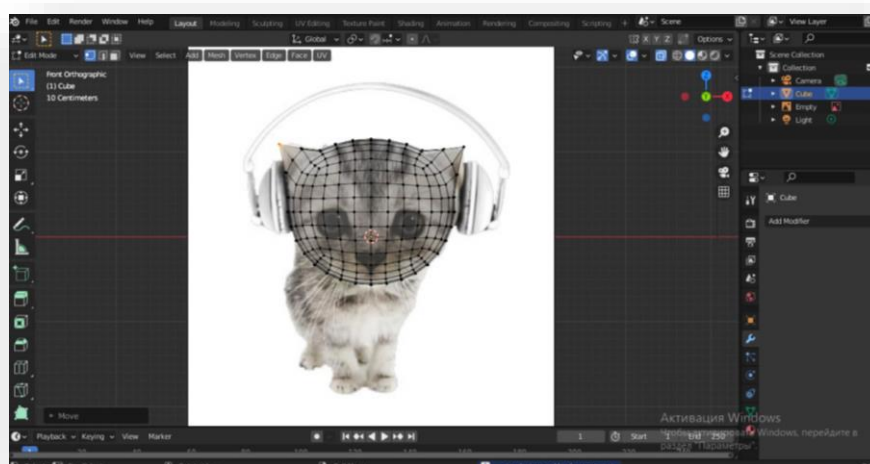 File Edit Render Window Help Layout Modeling Sculpting UV Editing Texture Paint Shading Animation Rendering Compositing Scripting + Scene View Layer
Global X Y Z Options
Edit Mode View Select Add Mesh Vertex Edge Face UV
Front Orthographic
(1) Cube
10 Centimeters
Scene Collection
Collection
Camera
Cube
Empty
Light
Cube
Add Modifier
Move
Активация Windows
Чтобы активировать Windows, перейдите в
раздел "Параметры".
Playback Keying View Marker 1 Start 1 End 250